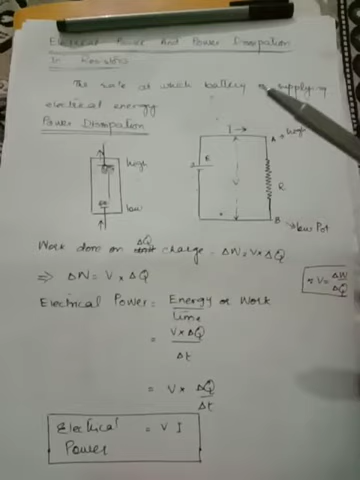 Electrical Power And Power Dissipation
In Resistors
The rate at which battery is supplying
electrical energy
Power Dissipation
high
low
I →
A → high
E
V
R
B → low Pot
Work done on ΔQ charge = ΔW = V × ΔQ
⇒ ΔW = V × ΔQ
∵ V = ΔW / ΔQ
Electrical Power = Energy or Work
time
= V × ΔQ
Δt
= V × ΔQ
Δt
Electrical = V I
Power